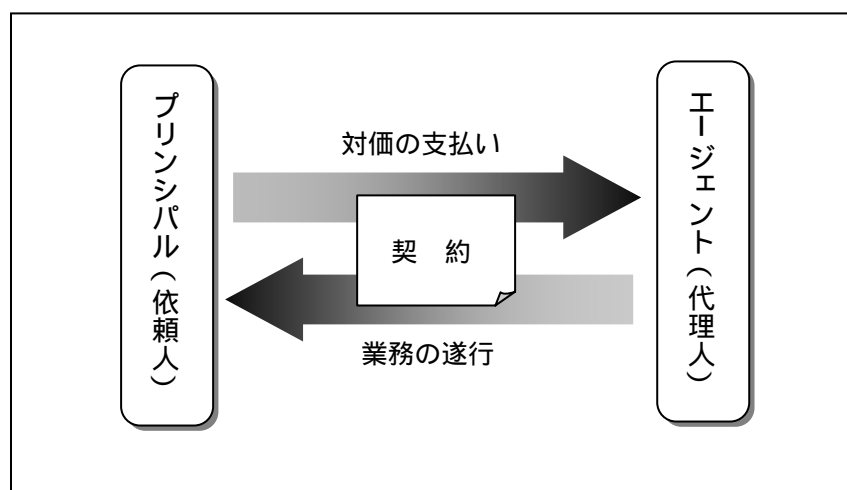 プリンシパル（依頼人）
対価の支払い
契　約
業務の遂行
エージェント（代理人）